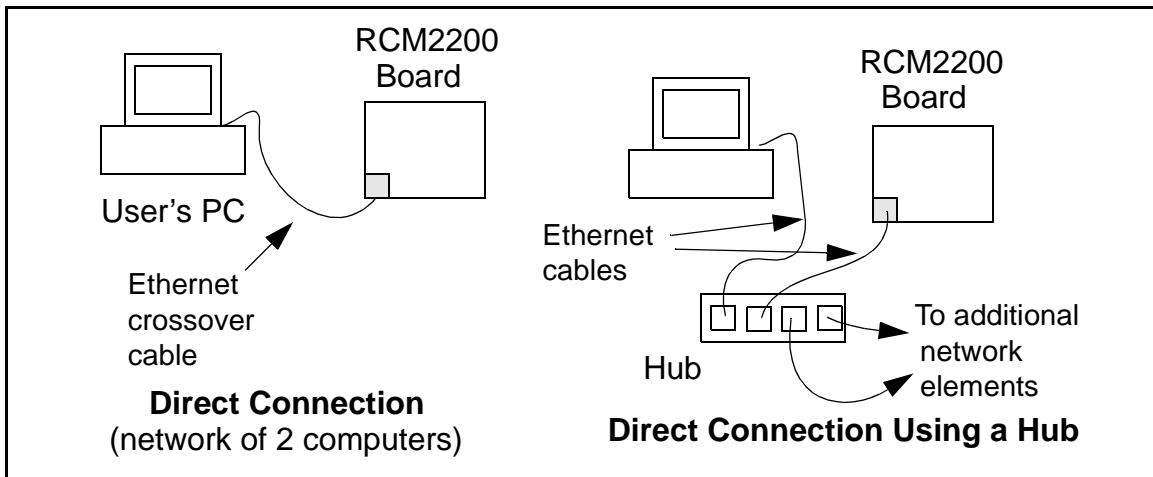 RCM2200
Board
User's PC
Ethernet
crossover
cable
Direct Connection
(network of 2 computers)
RCM2200
Board
Ethernet
cables
Hub
To additional
network
elements
Direct Connection Using a Hub